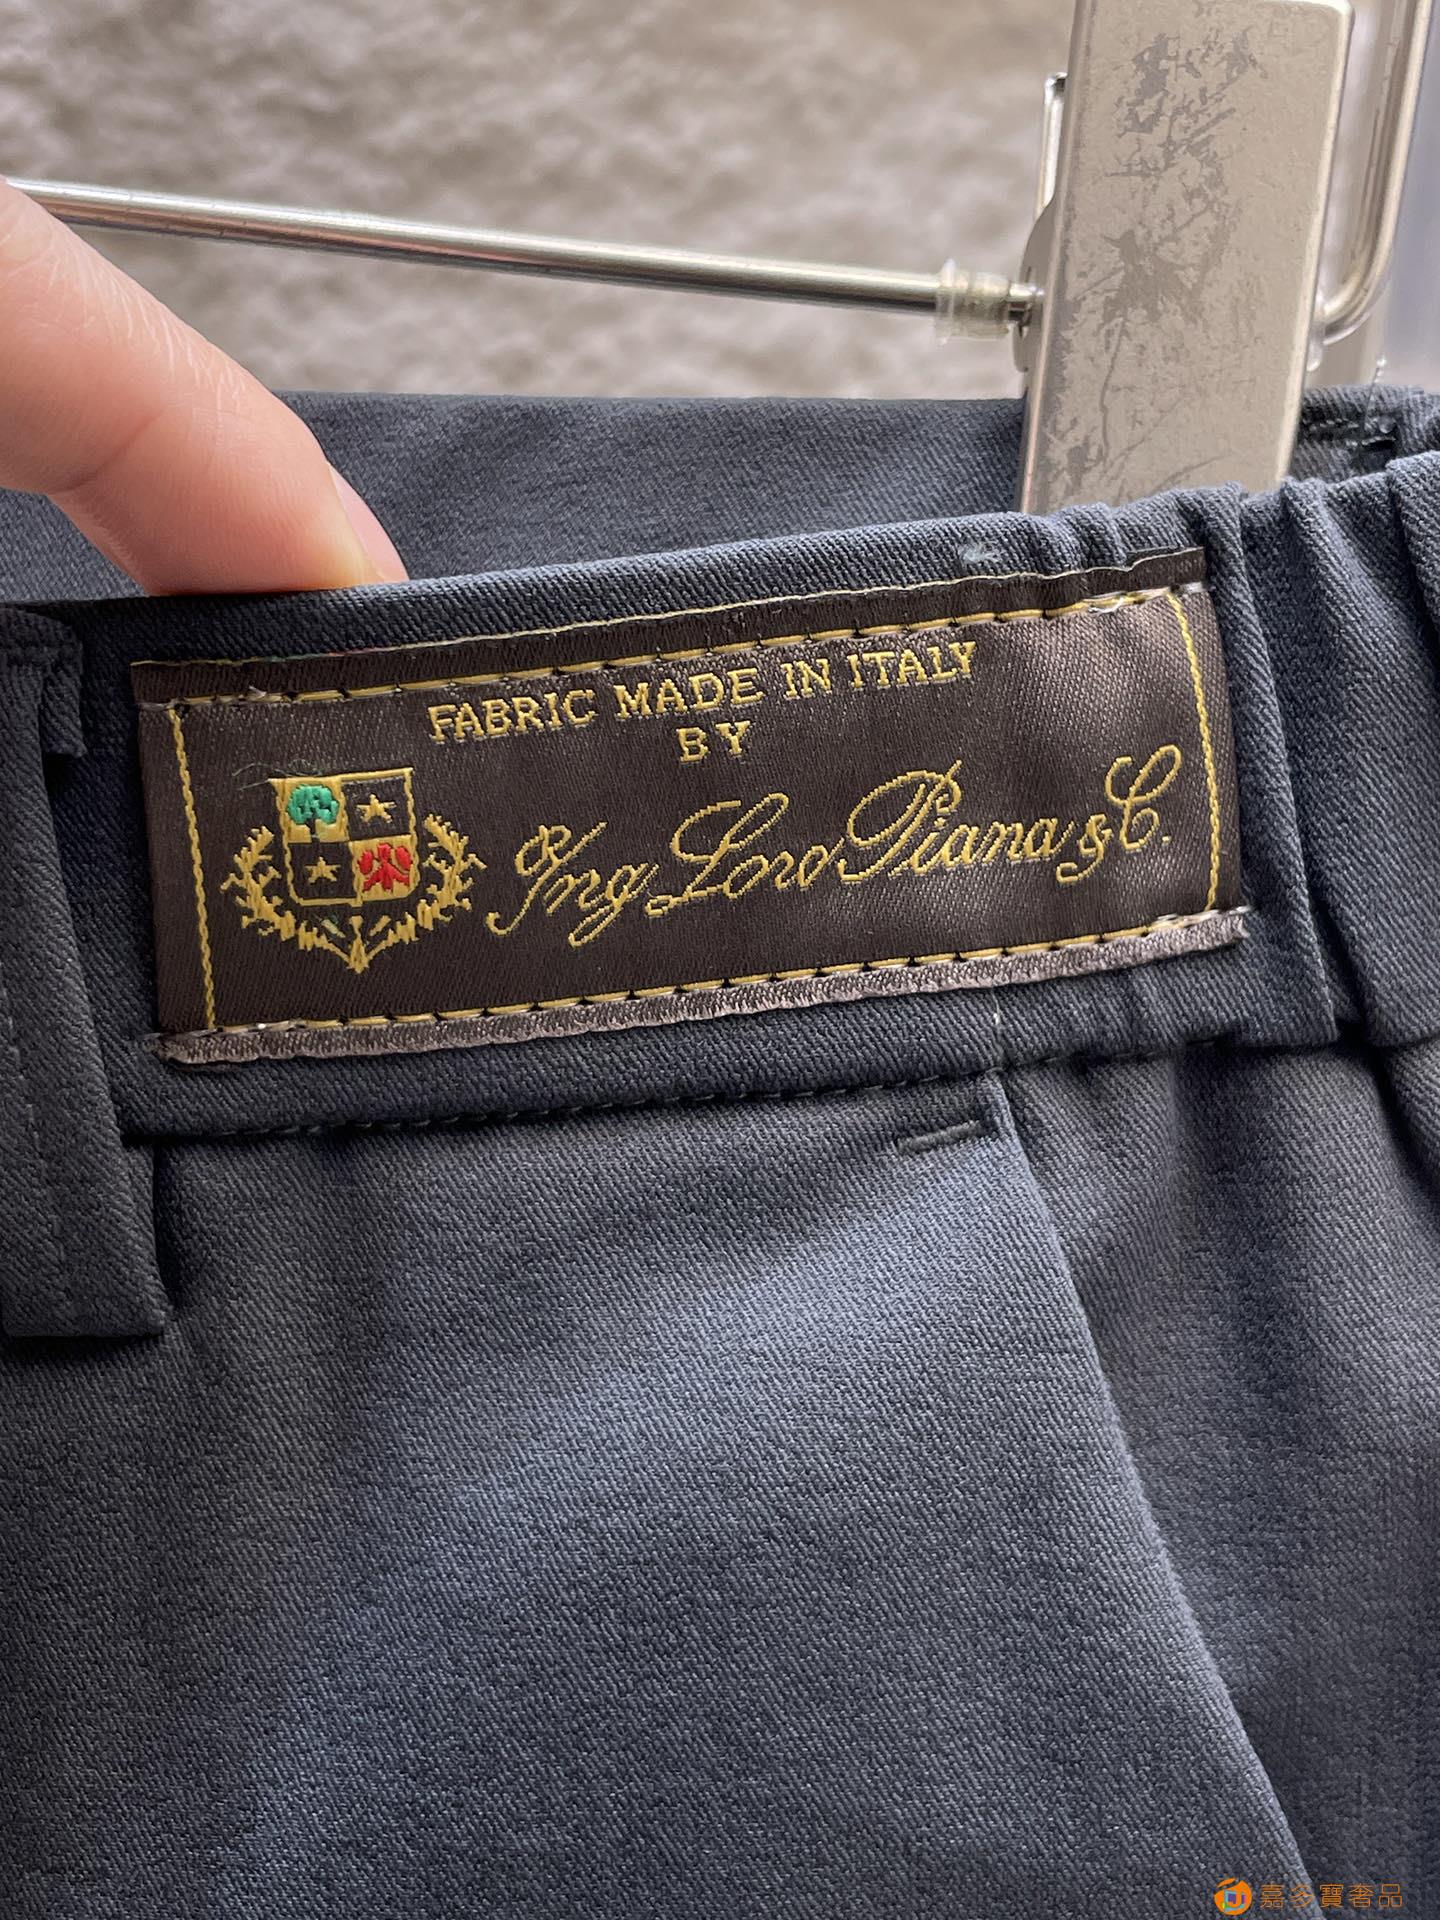 FABRIC MADE IN ITALY
BY
Ing Loro Piana & C.
嘉多寶奢品